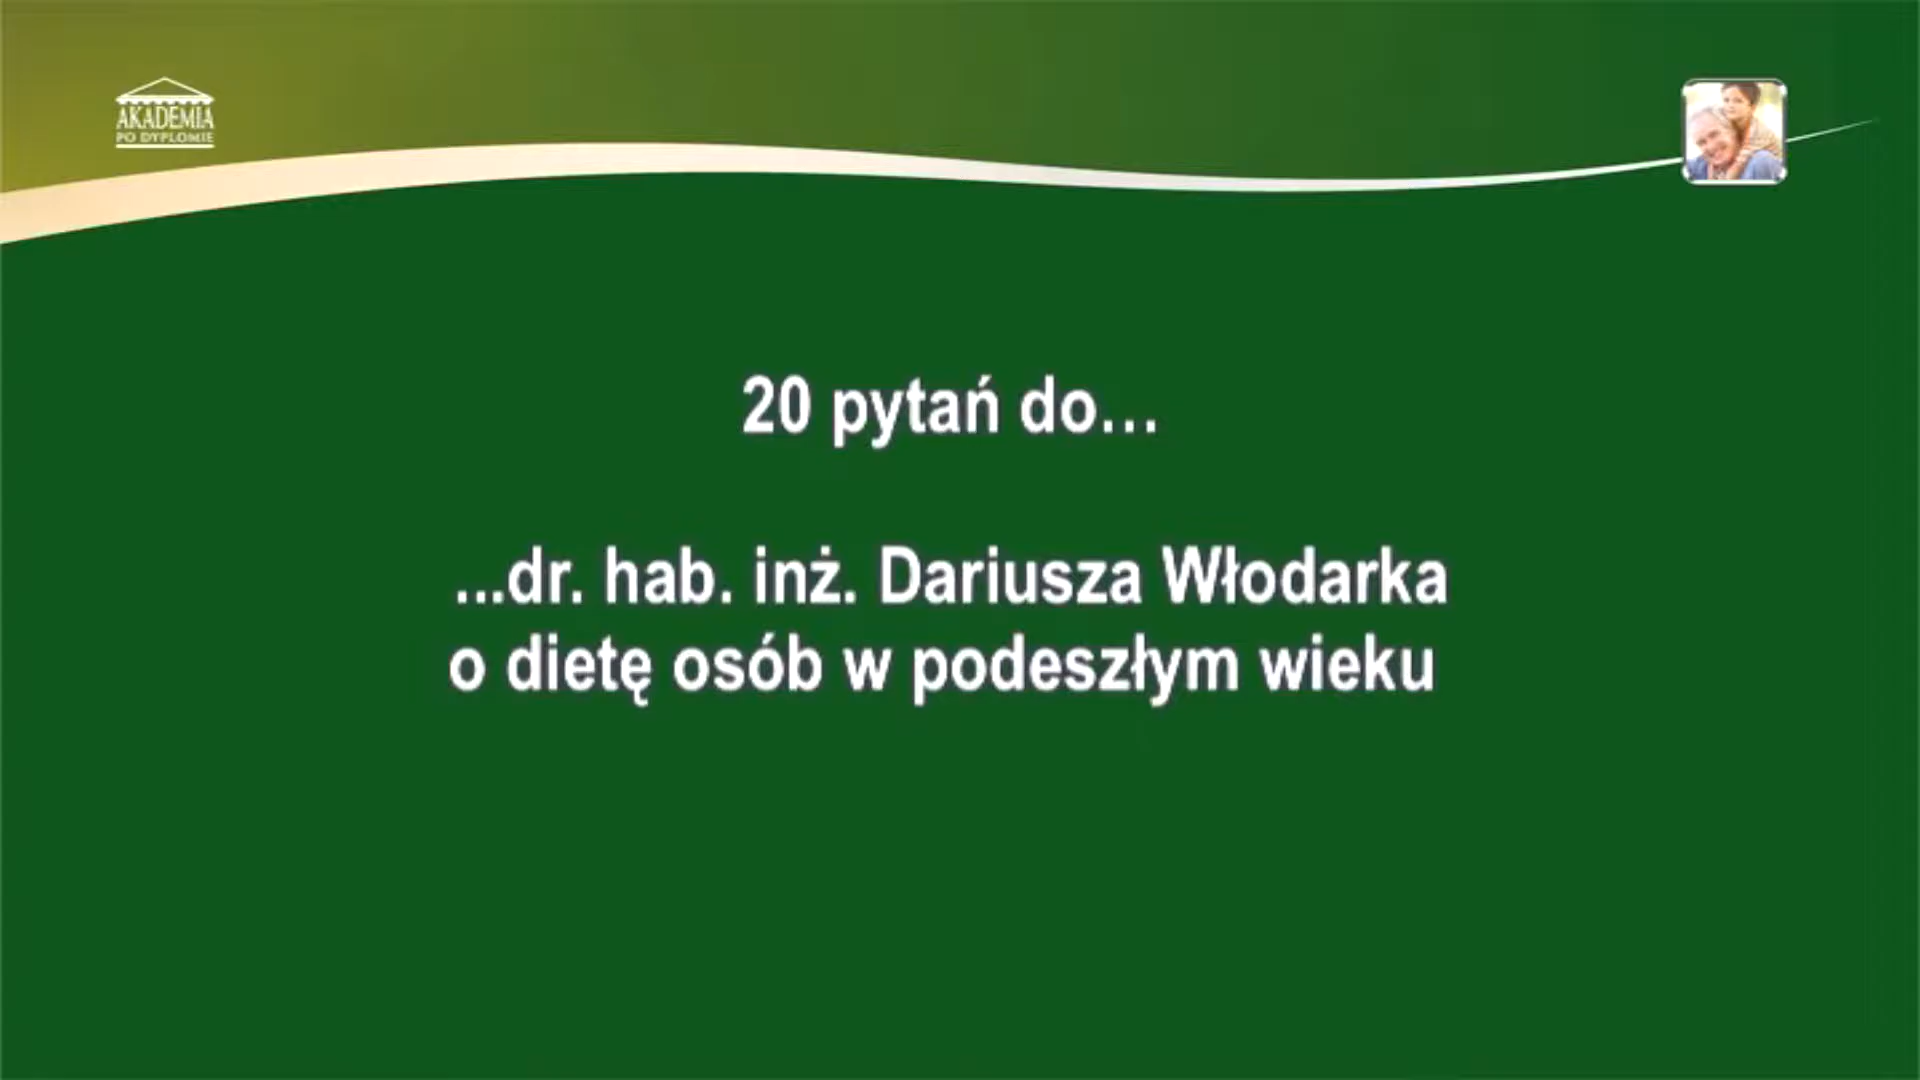 AKADEMIA
PO DYPLOMIE
20 pytań do...
...dr. hab. inż. Dariusza Włodarka
o dietę osób w podeszłym wieku